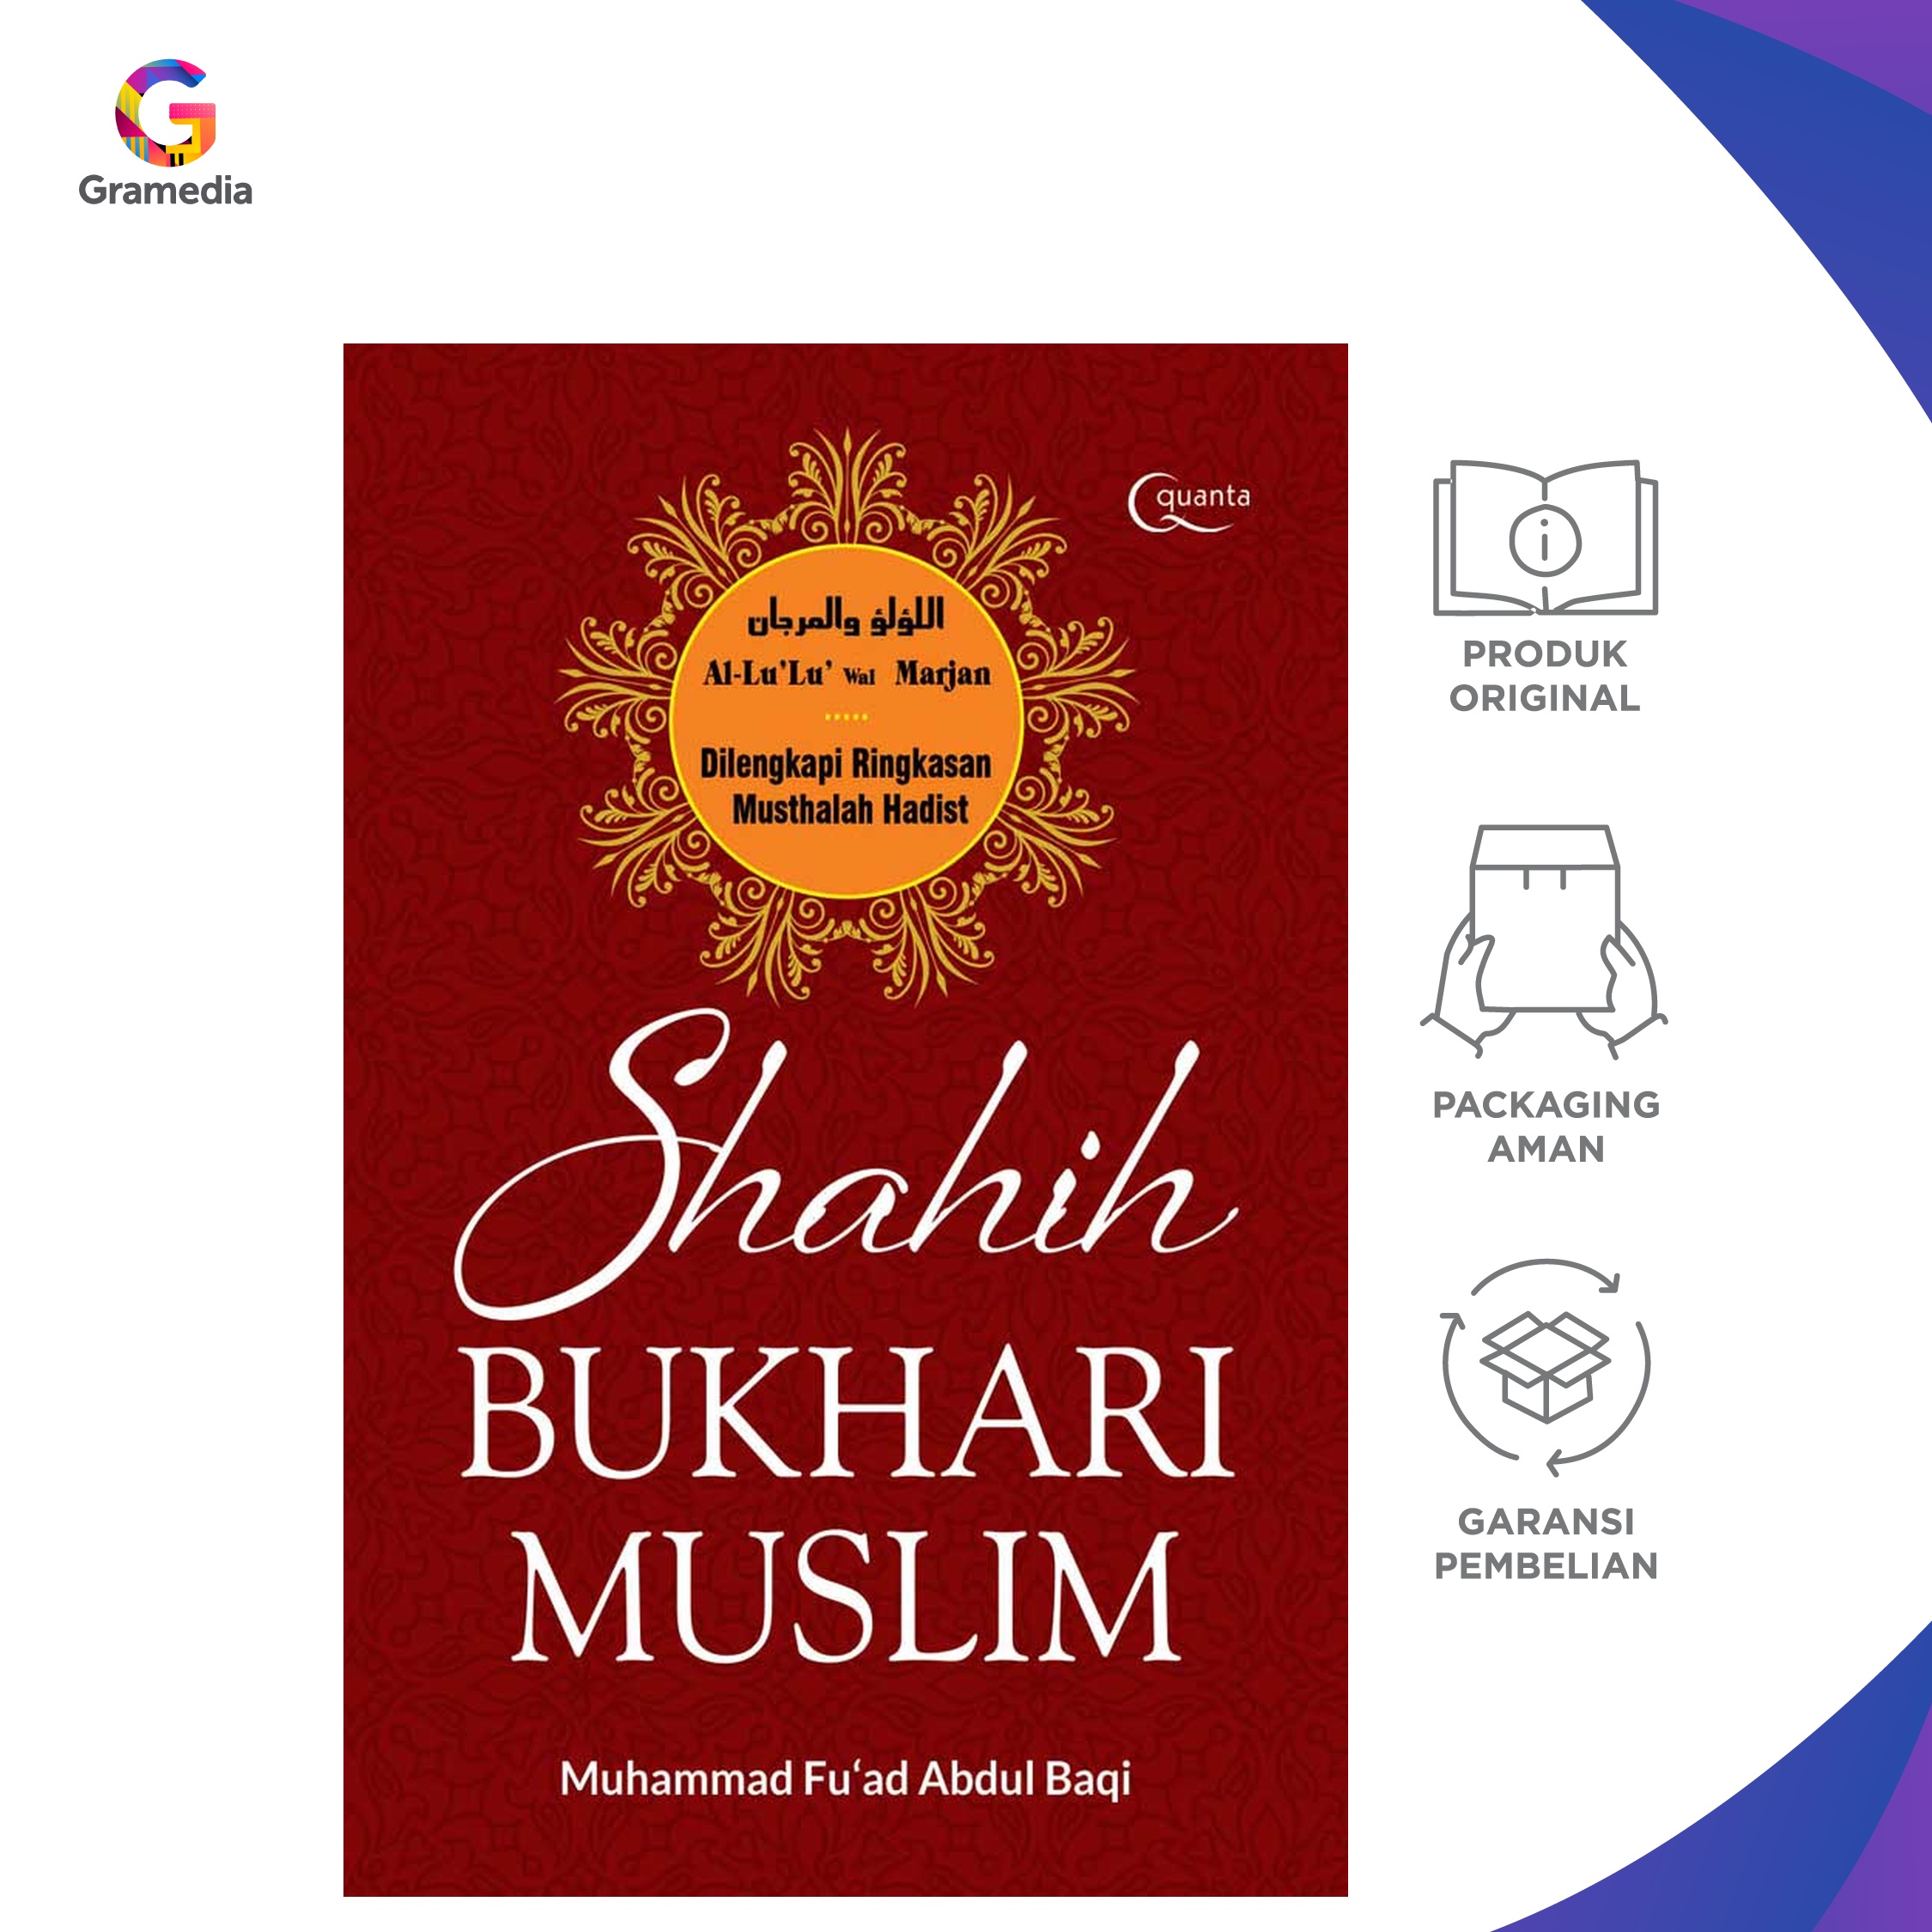 Gramedia
quanta
اللؤلؤ والمرجان
Al-Lu'Lu' Wal Marjan
Dilengkapi Ringkasan
Musthalah Hadist
Shahih
BUKHARI
MUSLIM
Muhammad Fu‘ad Abdul Baqi
PRODUK
ORIGINAL
PACKAGING
AMAN
GARANSI
PEMBELIAN